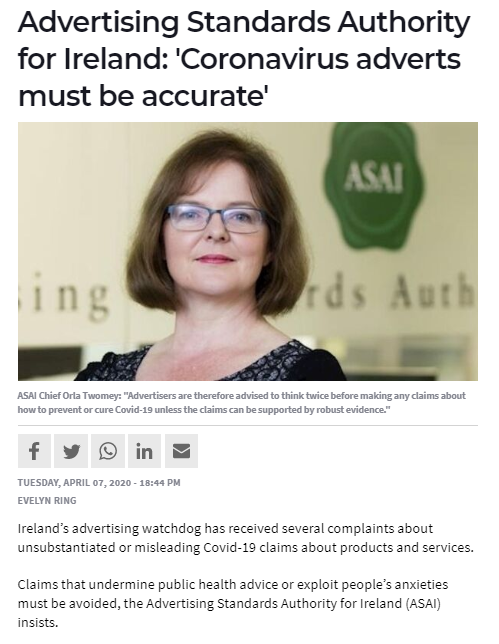 Advertising Standards Authority
for Ireland: 'Coronavirus adverts
must be accurate'
ASAI
ing
rds Auth
ASAI Chief Orla Twomey: "Advertisers are therefore advised to think twice before making any claims about
how to prevent or cure Covid-19 unless the claims can be supported by robust evidence."
TUESDAY, APRIL 07, 2020 - 18:44 PM
EVELYN RING
Ireland’s advertising watchdog has received several complaints about
unsubstantiated or misleading Covid-19 claims about products and services.
Claims that undermine public health advice or exploit people’s anxieties
must be avoided, the Advertising Standards Authority for Ireland (ASAI)
insists.